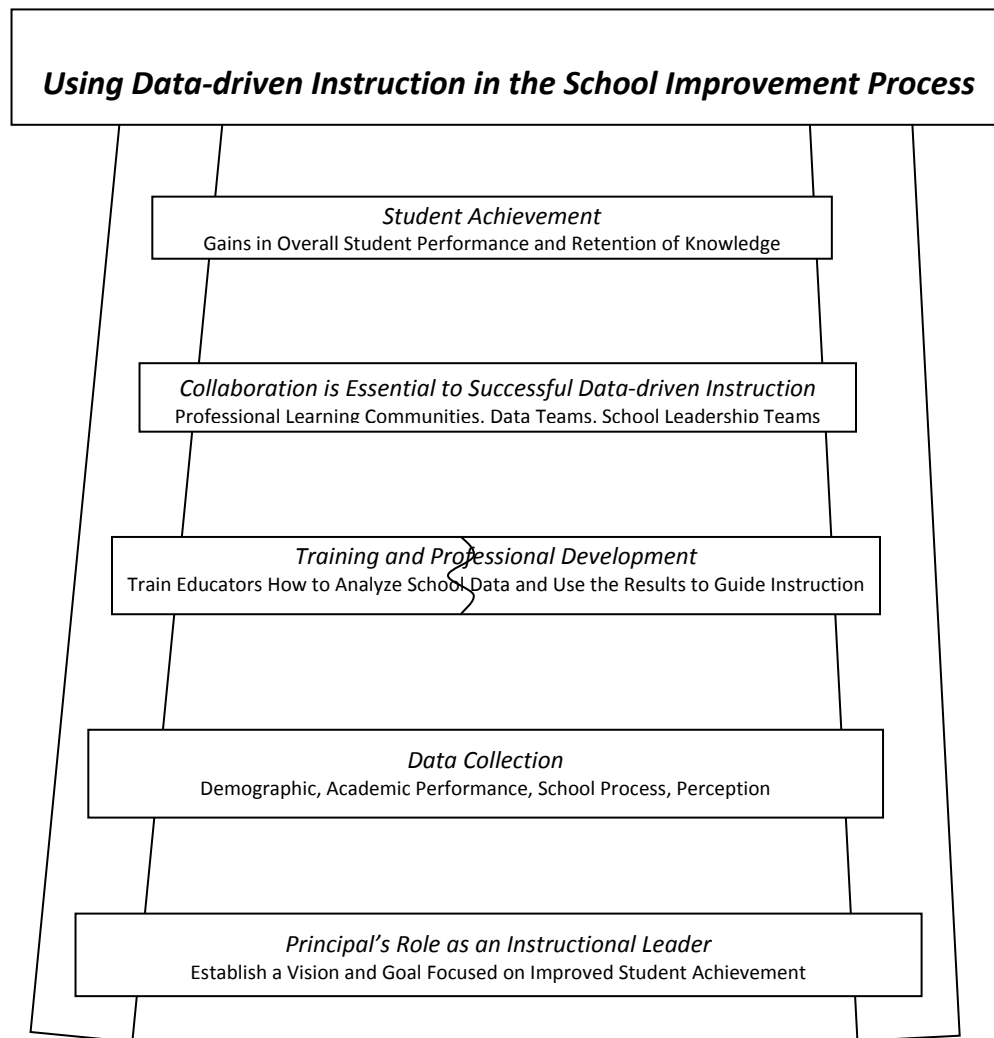 Using Data-driven Instruction in the School Improvement Process
Student Achievement
Gains in Overall Student Performance and Retention of Knowledge
Collaboration is Essential to Successful Data-driven Instruction
Professional Learning Communities, Data Teams, School Leadership Teams
Training and Professional Development
Train Educators How to Analyze School Data and Use the Results to Guide Instruction
Data Collection
Demographic, Academic Performance, School Process, Perception
Principal’s Role as an Instructional Leader
Establish a Vision and Goal Focused on Improved Student Achievement